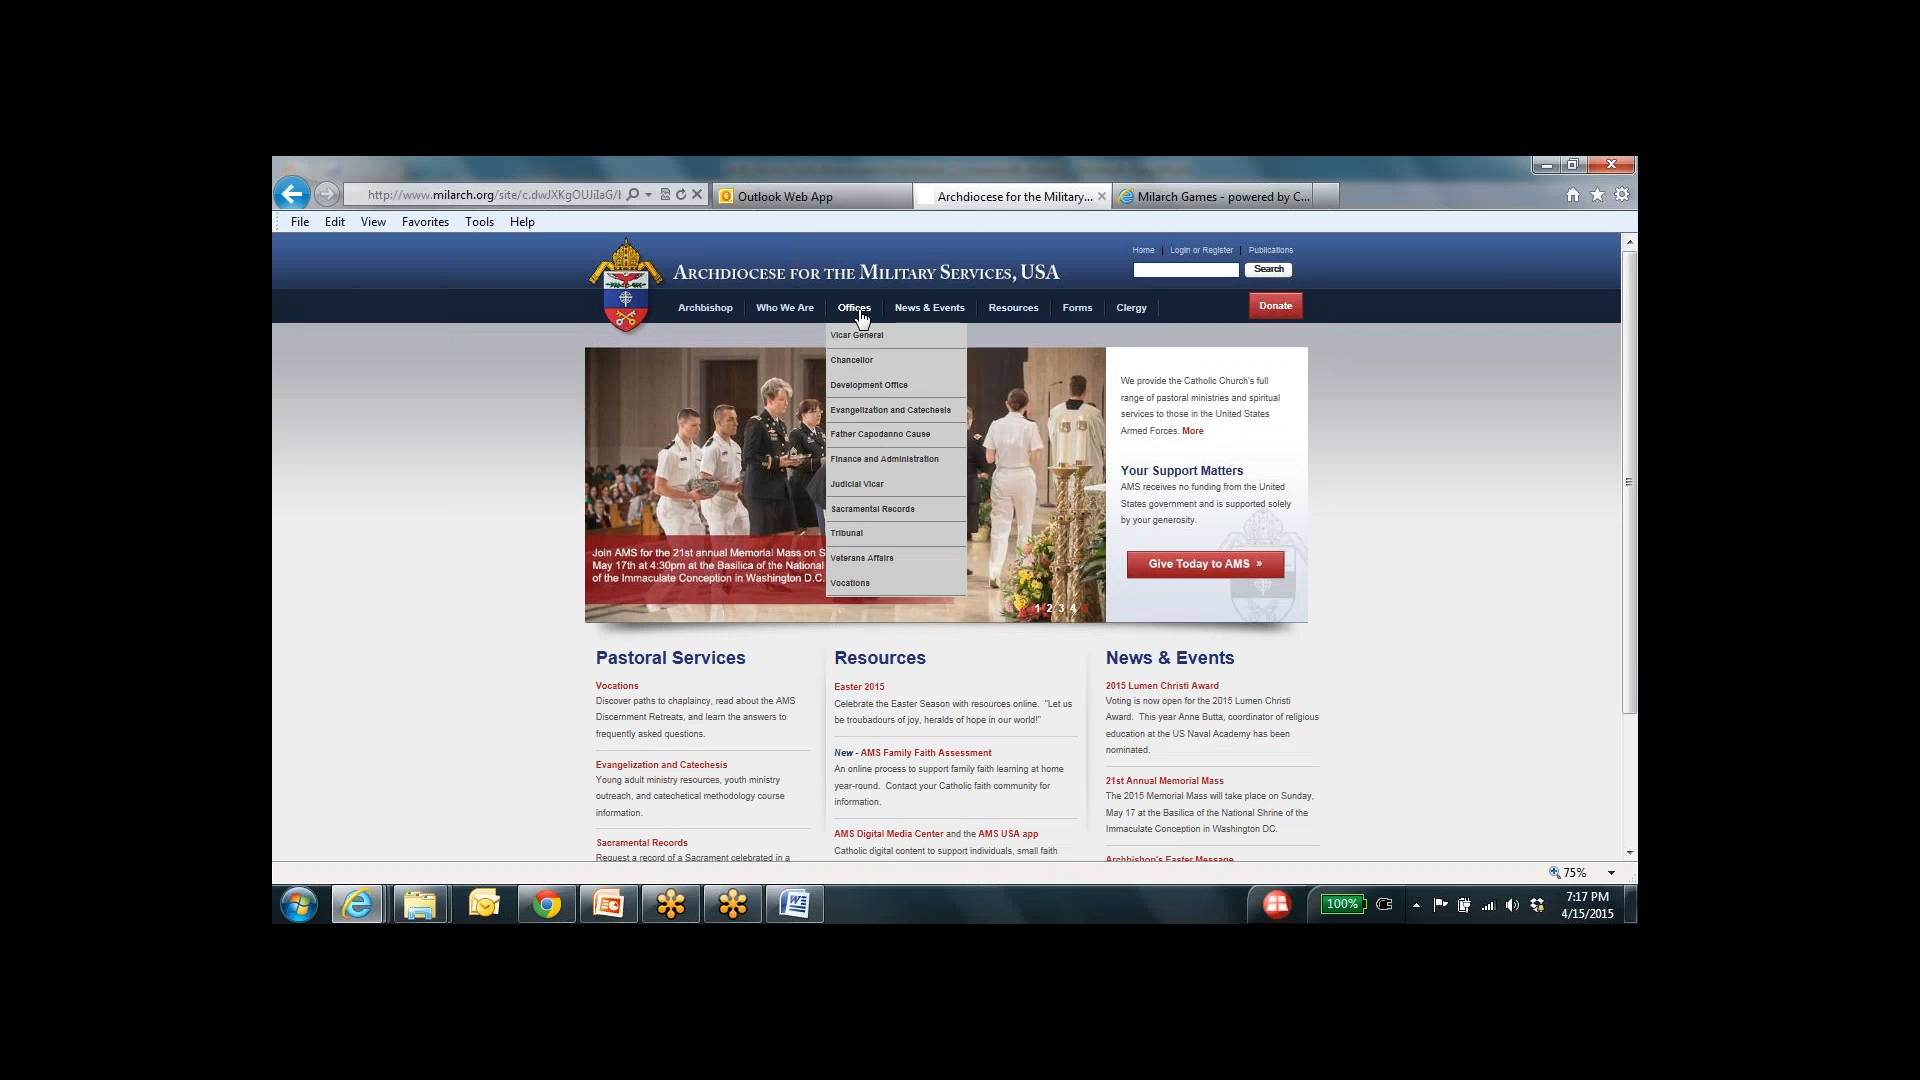 http://www.milarch.org/site/c.dwJXKgOUJiIaG/
Outlook Web App
Archdiocese for the Military...
Milarch Games - powered by C...
File Edit View Favorites Tools Help
Home Login or Register Publications
ARCHDIOCESE FOR THE MILITARY SERVICES, USA
Search
Archbishop Who We Are Offices News & Events Resources Forms Clergy
Donate
Vicar General
Chancellor
Development Office
Evangelization and Catechesis
Father Capodanno Cause
Finance and Administration
Judicial Vicar
Sacramental Records
Tribunal
Veterans Affairs
Vocations
Join AMS for the 21st annual Memorial Mass on S
May 17th at 4:30pm at the Basilica of the National
of the Immaculate Conception in Washington D.C.
1 2 3 4
We provide the Catholic Church's full
range of pastoral ministries and spiritual
services to those in the United States
Armed Forces. More
Your Support Matters
AMS receives no funding from the United
States government and is supported solely
by your generosity.
Give Today to AMS »
Pastoral Services
Vocations
Discover paths to chaplaincy, read about the AMS
Discernment Retreats, and learn the answers to
frequently asked questions.
Evangelization and Catechesis
Young adult ministry resources, youth ministry
outreach, and catechetical methodology course
information.
Sacramental Records
Request a record of a Sacrament celebrated in a
Resources
Easter 2015
Celebrate the Easter Season with resources online. "Let us
be troubadours of joy, heralds of hope in our world!"
New - AMS Family Faith Assessment
An online process to support family faith learning at home
year-round. Contact your Catholic faith community for
information.
AMS Digital Media Center and the AMS USA app
Catholic digital content to support individuals, small faith
News & Events
2015 Lumen Christi Award
Voting is now open for the 2015 Lumen Christi
Award. This year Anne Butta, coordinator of religious
education at the US Naval Academy has been
nominated.
21st Annual Memorial Mass
The 2015 Memorial Mass will take place on Sunday,
May 17 at the Basilica of the National Shrine of the
Immaculate Conception in Washington DC.
Archbishop's Easter Message
75%
100%
7:17 PM
4/15/2015